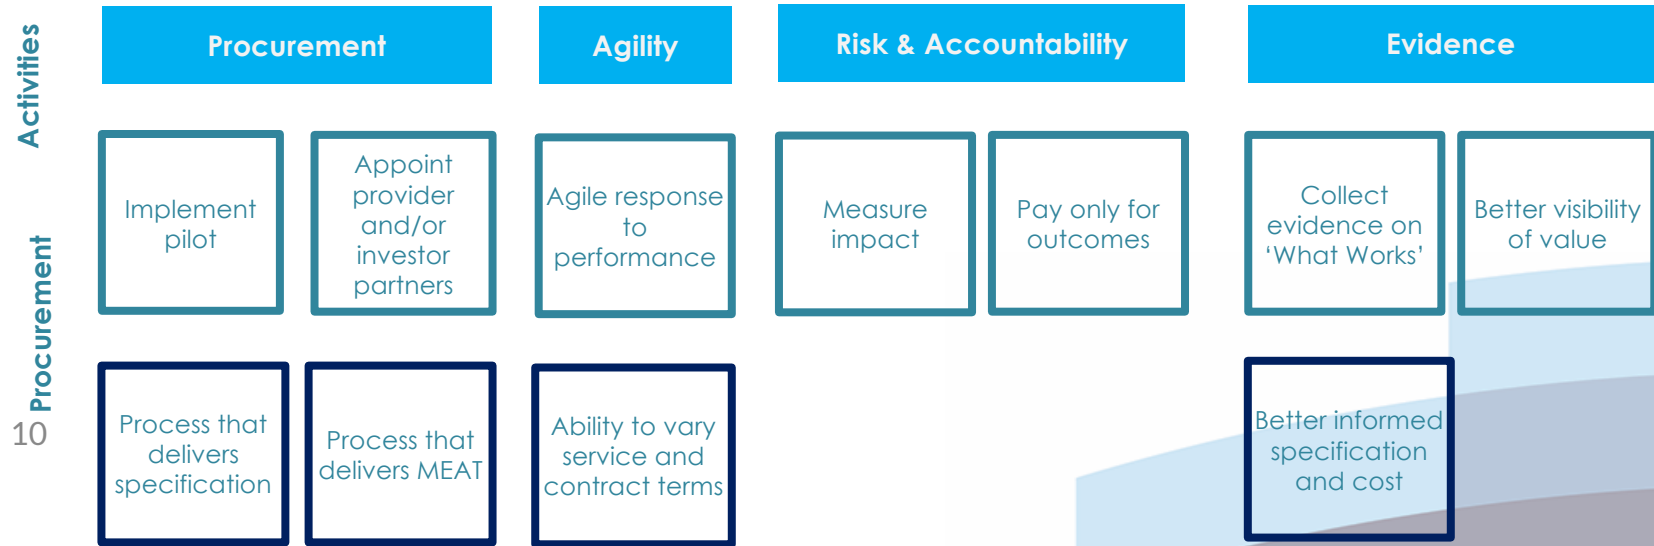 Activities
Procurement
Agility
Risk & Accountability
Evidence
Implement
pilot
Appoint
provider
and/or
investor
partners
Agile response
to
performance
Measure
impact
Pay only for
outcomes
Collect
evidence on
‘What Works’
Better visibility
of value
Procurement
10
Process that
delivers
specification
Process that
delivers MEAT
Ability to vary
service and
contract terms
Better informed
specification
and cost